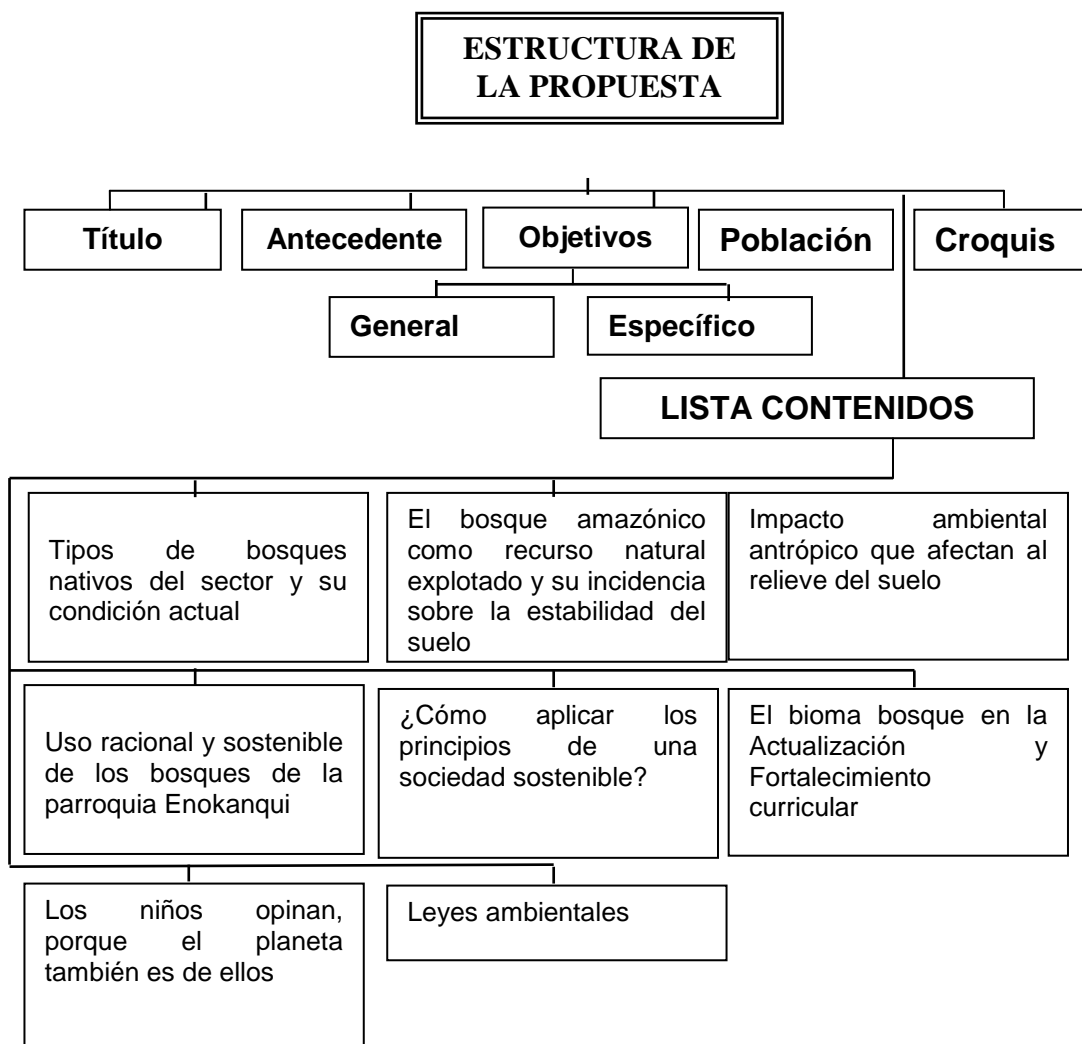 ESTRUCTURA DE
LA PROPUESTA
Título
Antecedente
Objetivos
Población
Croquis
General
Específico
LISTA CONTENIDOS
Tipos de bosques
nativos del sector y su
condición actual
El bosque amazónico
como recurso natural
explotado y su incidencia
sobre la estabilidad del
suelo
Impacto ambiental
antrópico que afectan al
relieve del suelo
Uso racional y sostenible
de los bosques de la
parroquia Enokanqui
¿Cómo aplicar los
principios de una
sociedad sostenible?
El bioma bosque en la
Actualización y
Fortalecimiento
curricular
Los niños opinan,
porque el planeta
también es de ellos
Leyes ambientales